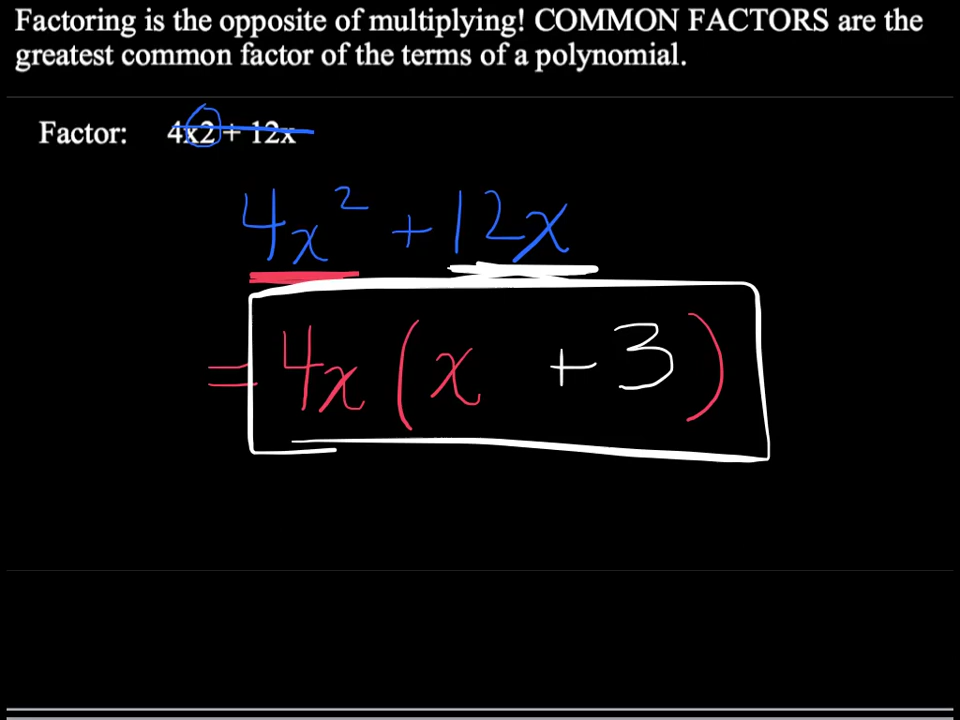 Factoring is the opposite of multiplying! COMMON FACTORS are the
greatest common factor of the terms of a polynomial.
Factor: 4x2 + 12x
4x² + 12x
= 4x (x + 3)